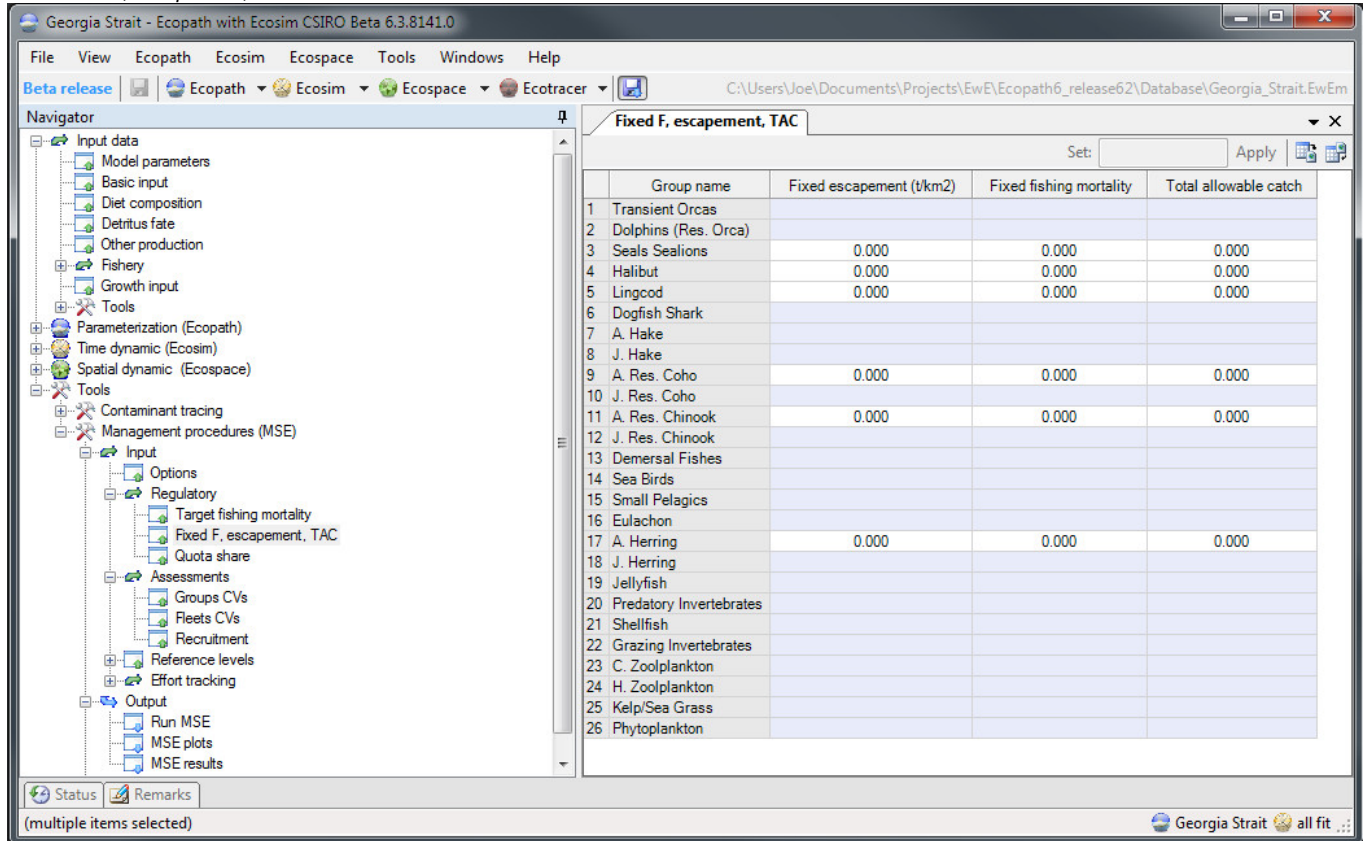 Georgia Strait - Ecopath with Ecosim CSIRO Beta 6.3.8141.0
File View Ecopath Ecosim Ecospace Tools Windows Help
Beta release Ecopath Ecosim Ecospace Ecotracer C:\Users\Joe\Documents\Projects\EwE\Ecopath6_release62\Database\Georgia_Strait.EwEm
Navigator
Input data
Model parameters
Basic input
Diet composition
Detritus fate
Other production
Fishery
Growth input
Tools
Parameterization (Ecopath)
Time dynamic (Ecosim)
Spatial dynamic (Ecospace)
Tools
Contaminant tracing
Management procedures (MSE)
Input
Options
Regulatory
Target fishing mortality
Fixed F, escapement, TAC
Quota share
Assessments
Groups CVs
Fleets CVs
Recruitment
Reference levels
Effort tracking
Output
Run MSE
MSE plots
MSE results
Fixed F, escapement, TAC
Set: Apply
Group name Fixed escapement (t/km2) Fixed fishing mortality Total allowable catch
1 Transient Orcas
2 Dolphins (Res. Orca)
3 Seals Sealions 0.000 0.000 0.000
4 Halibut 0.000 0.000 0.000
5 Lingcod 0.000 0.000 0.000
6 Dogfish Shark
7 A. Hake
8 J. Hake
9 A. Res. Coho 0.000 0.000 0.000
10 J. Res. Coho
11 A. Res. Chinook 0.000 0.000 0.000
12 J. Res. Chinook
13 Demersal Fishes
14 Sea Birds
15 Small Pelagics
16 Eulachon
17 A. Herring 0.000 0.000 0.000
18 J. Herring
19 Jellyfish
20 Predatory Invertebrates
21 Shellfish
22 Grazing Invertebrates
23 C. Zoolplankton
24 H. Zoolplankton
25 Kelp/Sea Grass
26 Phytoplankton
Status Remarks
(multiple items selected) Georgia Strait all fit